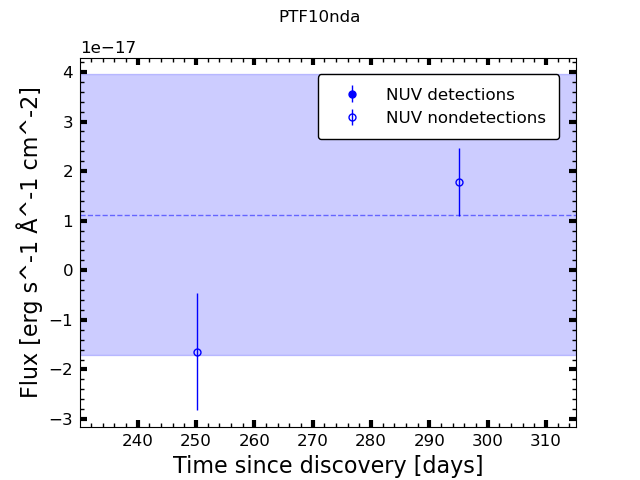 PTF10nda
1e−17
4
3
2
1
0
−1
−2
−3
Flux [erg s^-1 Å^-1 cm^-2]
NUV detections
NUV nondetections
240 250 260 270 280 290 300 310
Time since discovery [days]